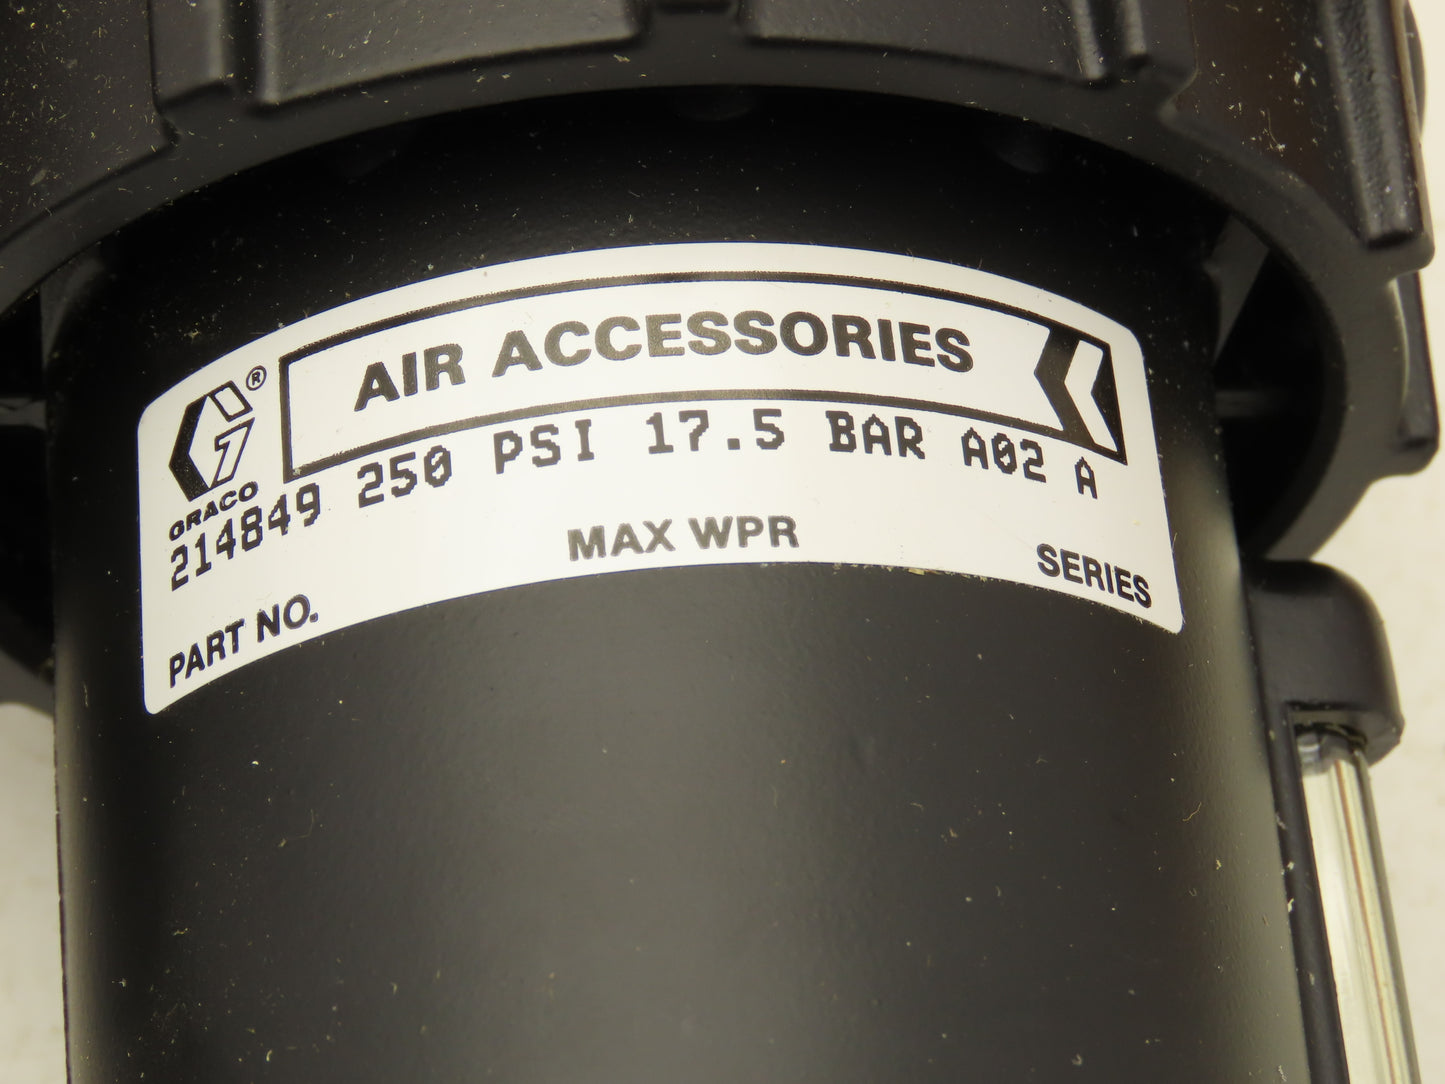 AIR ACCESSORIES
®
GRACO
214849 250 PSI 17.5 BAR A02 A
PART NO. MAX WPR SERIES